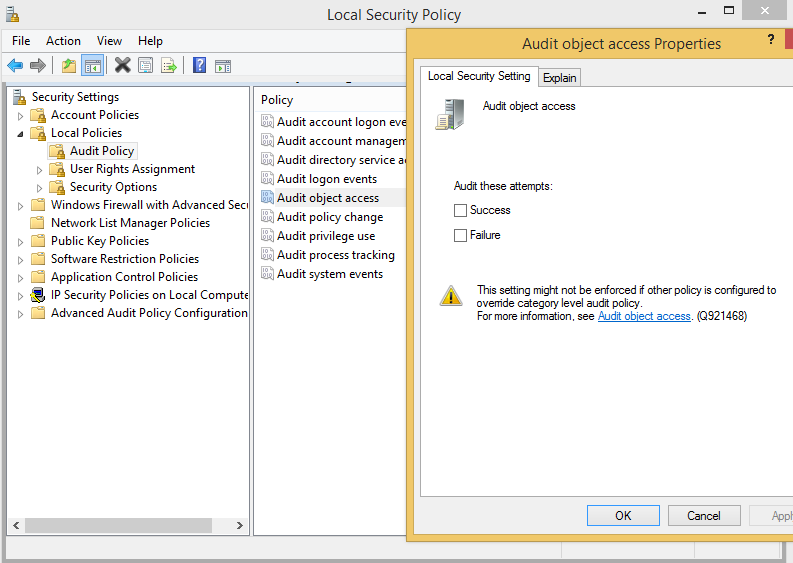 Local Security Policy
File Action View Help
Security Settings
Account Policies
Local Policies
Audit Policy
User Rights Assignment
Security Options
Windows Firewall with Advanced Secu
Network List Manager Policies
Public Key Policies
Software Restriction Policies
Application Control Policies
IP Security Policies on Local Compute
Advanced Audit Policy Configuration
Policy
Audit account logon eve
Audit account managem
Audit directory service ac
Audit logon events
Audit object access
Audit policy change
Audit privilege use
Audit process tracking
Audit system events
Audit object access Properties
Local Security Setting Explain
Audit object access
Audit these attempts:
Success
Failure
This setting might not be enforced if other policy is configured to
override category level audit policy.
For more information, see Audit object access. (Q921468)
OK Cancel Appl